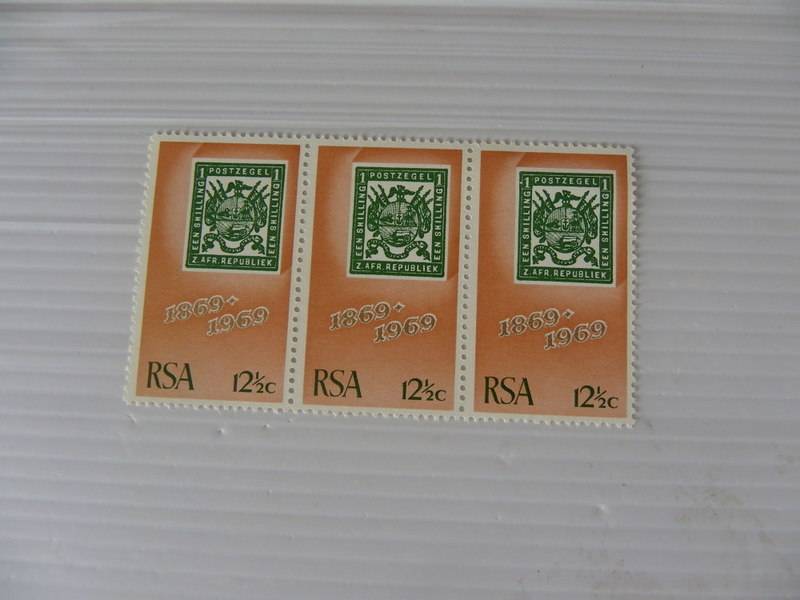 1 POSTZEGEL 1
EEN SHILLING
EEN SHILLING
Z. AFR. REPUBLIEK
1869 •
1969
RSA 12½c
1 POSTZEGEL 1
EEN SHILLING
EEN SHILLING
Z. AFR. REPUBLIEK
1869 •
1969
RSA 12½c
1 POSTZEGEL 1
EEN SHILLING
EEN SHILLING
Z. AFR. REPUBLIEK
1869 •
1969
RSA 12½c